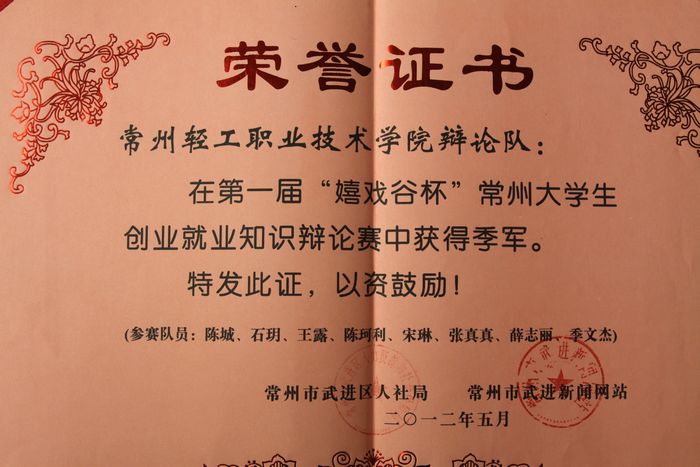 荣誉证书
常州轻工职业技术学院辩论队：
在第一届“嬉戏谷杯”常州大学生
创业就业知识辩论赛中获得季军。
特发此证，以资鼓励！
（参赛队员：陈城、石玥、王露、陈珂利、宋琳、张真真、薛志丽、季文杰）
常州市武进区人社局 常州市武进新闻网站
二〇一二年五月